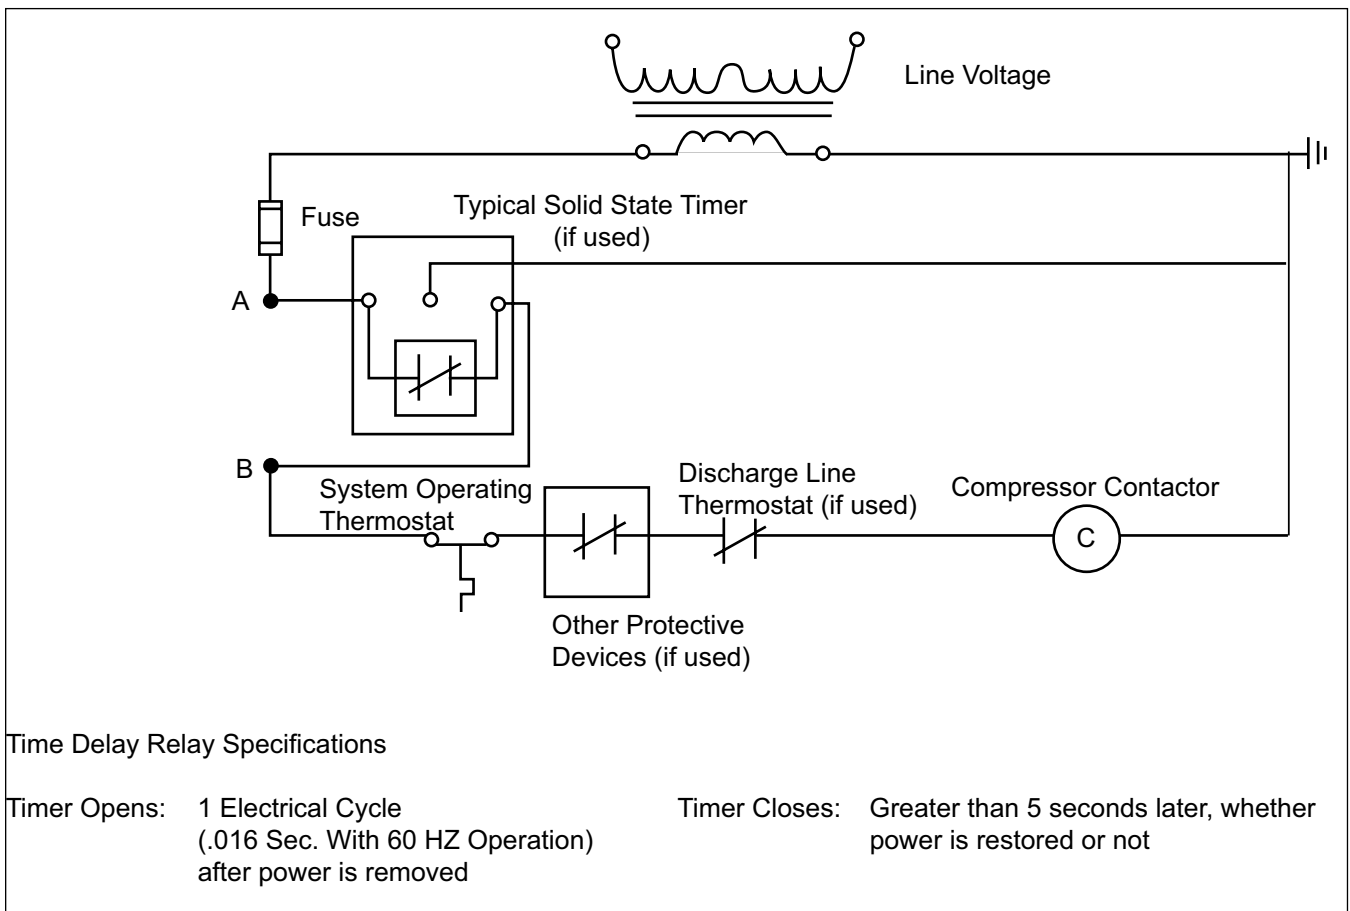 Line Voltage
Typical Solid State Timer
(if used)
Fuse
A
B
System Operating
Thermostat
Discharge Line
Thermostat (if used)
Compressor Contactor
C
Other Protective
Devices (if used)
Time Delay Relay Specifications
Timer Opens: 1 Electrical Cycle
(.016 Sec. With 60 HZ Operation)
after power is removed
Timer Closes: Greater than 5 seconds later, whether
power is restored or not